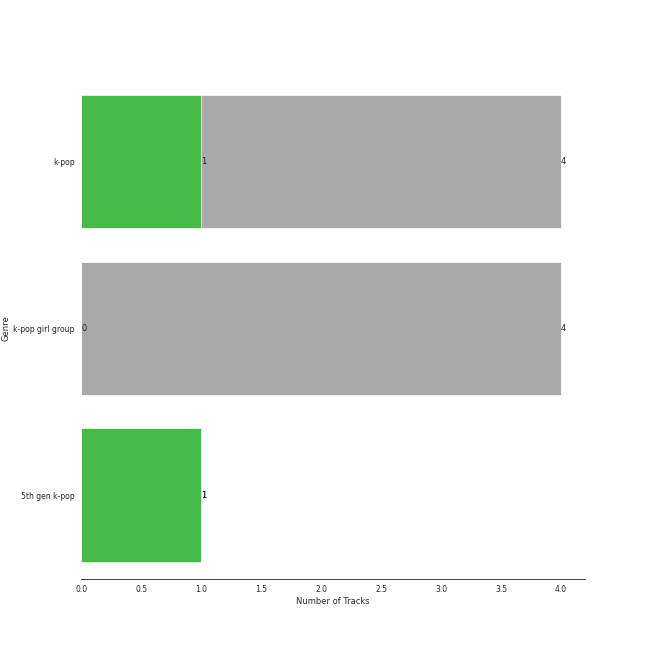 k-pop
1
4
k-pop girl group
0
4
5th gen k-pop
1
Genre
0.0 0.5 1.0 1.5 2.0 2.5 3.0 3.5 4.0
Number of Tracks